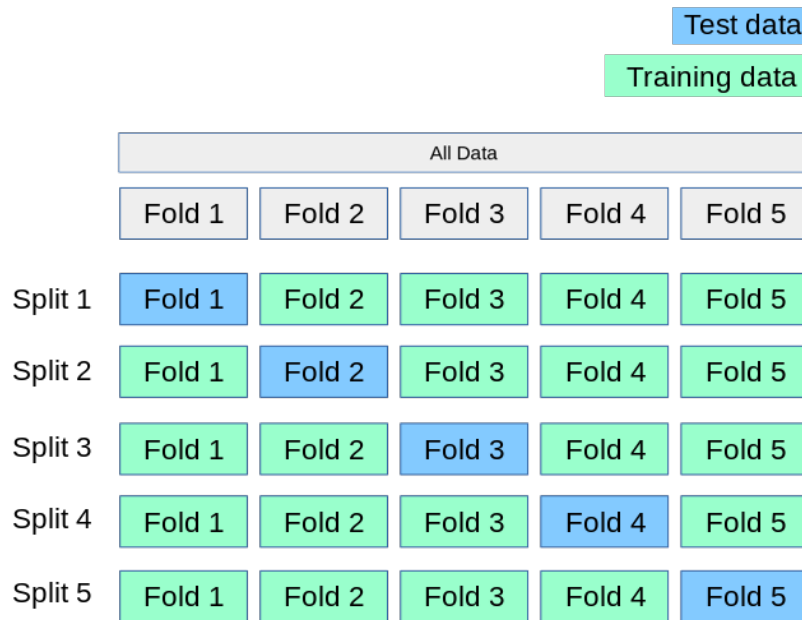 Test data
Training data
All Data
Fold 1 Fold 2 Fold 3 Fold 4 Fold 5
Split 1 Fold 1 Fold 2 Fold 3 Fold 4 Fold 5
Split 2 Fold 1 Fold 2 Fold 3 Fold 4 Fold 5
Split 3 Fold 1 Fold 2 Fold 3 Fold 4 Fold 5
Split 4 Fold 1 Fold 2 Fold 3 Fold 4 Fold 5
Split 5 Fold 1 Fold 2 Fold 3 Fold 4 Fold 5